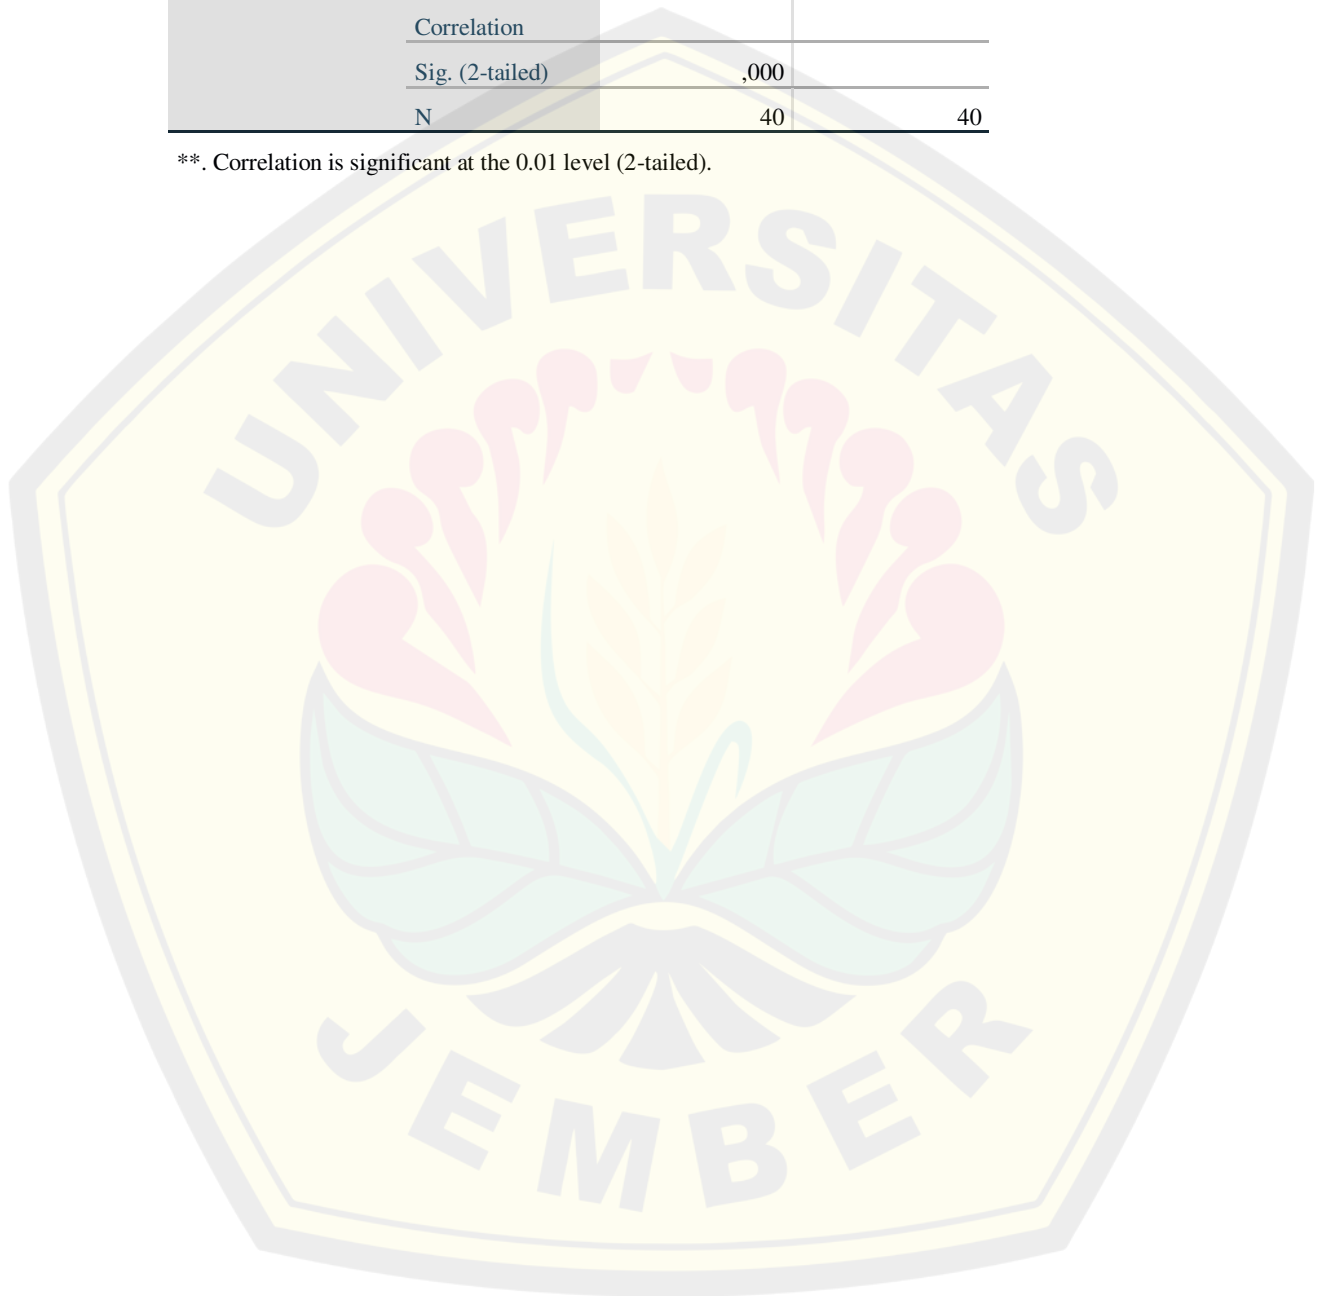 Correlation
Sig. (2-tailed) ,000
N 40 40
**. Correlation is significant at the 0.01 level (2-tailed).
UNIVERSITAS
JEMBER